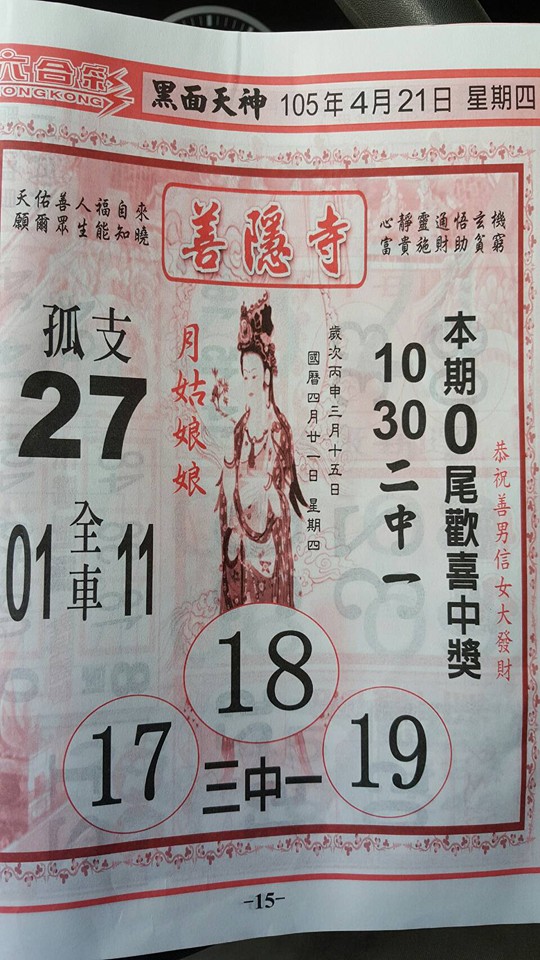 六合彩
HONGKONG
黑面天神 105年4月21日 星期四
善隱寺
天佑善人福自來
願爾眾生能知曉
心靜靈通悟玄機
富貴施財助貧窮
孤支
27
01全車11
月姑娘娘
歲次丙申三月十五日
國曆四月廿一日 星期四
本期0尾歡喜中獎
10
30
二中一
恭祝善男信女大發財
18
17
19
三中一
-15-